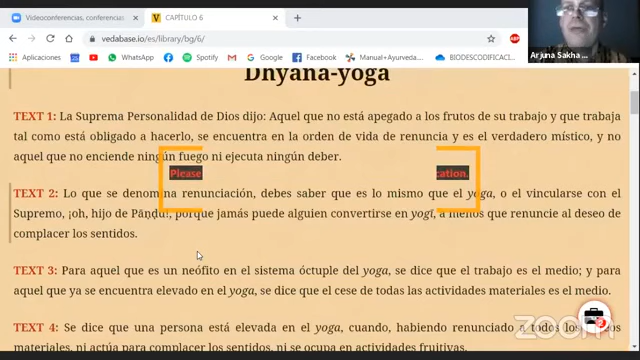 Videoconferencias, conferencias
CAPÍTULO 6
vedabase.io/es/library/bg/6/
ABP
Aplicaciones YouTube WhatsApp f Spotify Google Facebook Manual+Ayurveda... BIODESCODIFICACI...
Arjuna Sakha ...
Dhyāna-yoga
TEXT 1: La Suprema Personalidad de Dios dijo: Aquel que no está apegado a los frutos de su trabajo y que trabaja
tal como está obligado a hacerlo, se encuentra en la orden de vida de renuncia y es el verdadero místico, y no
aquel que no enciende ningún fuego ni ejecuta ningún deber.
Please
cation.
TEXT 2: Lo que se denomina renunciación, debes saber que es lo mismo que el yoga, o el vincularse con el
Supremo, ¡oh, hijo de Pāṇḍu!, porque jamás puede alguien convertirse en yogī, a menos que renuncie al deseo de
complacer los sentidos.
TEXT 3: Para aquel que es un neófito en el sistema óctuple del yoga, se dice que el trabajo es el medio; y para
aquel que ya se encuentra elevado en el yoga, se dice que el cese de todas las actividades materiales es el medio.
TEXT 4: Se dice que una persona está elevada en el yoga, cuando, habiendo renunciado a todos los
materiales, ni actúa para complacer los sentidos, ni se ocupa en actividades fruitivas.
zoom